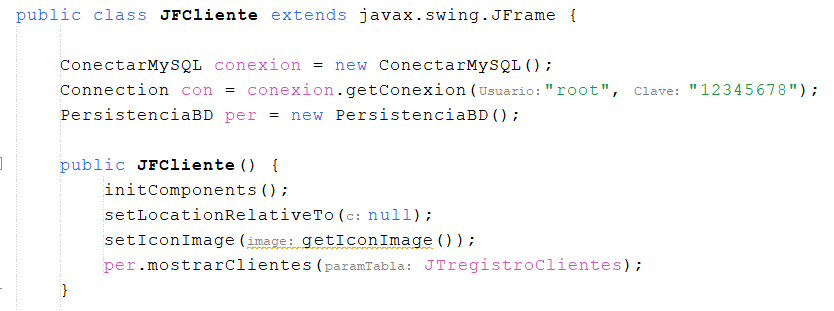 public class JFCliente extends javax.swing.JFrame {
ConectarMySQL conexion = new ConectarMySQL();
Connection con = conexion.getConexion(Usuario: "root", Clave: "12345678");
PersistenciaBD per = new PersistenciaBD();
public JFCliente() {
initComponents();
setLocationRelativeTo(c: null);
setIconImage(image: getIconImage());
per.mostrarClientes(paramTabla: JTregistroClientes);
}